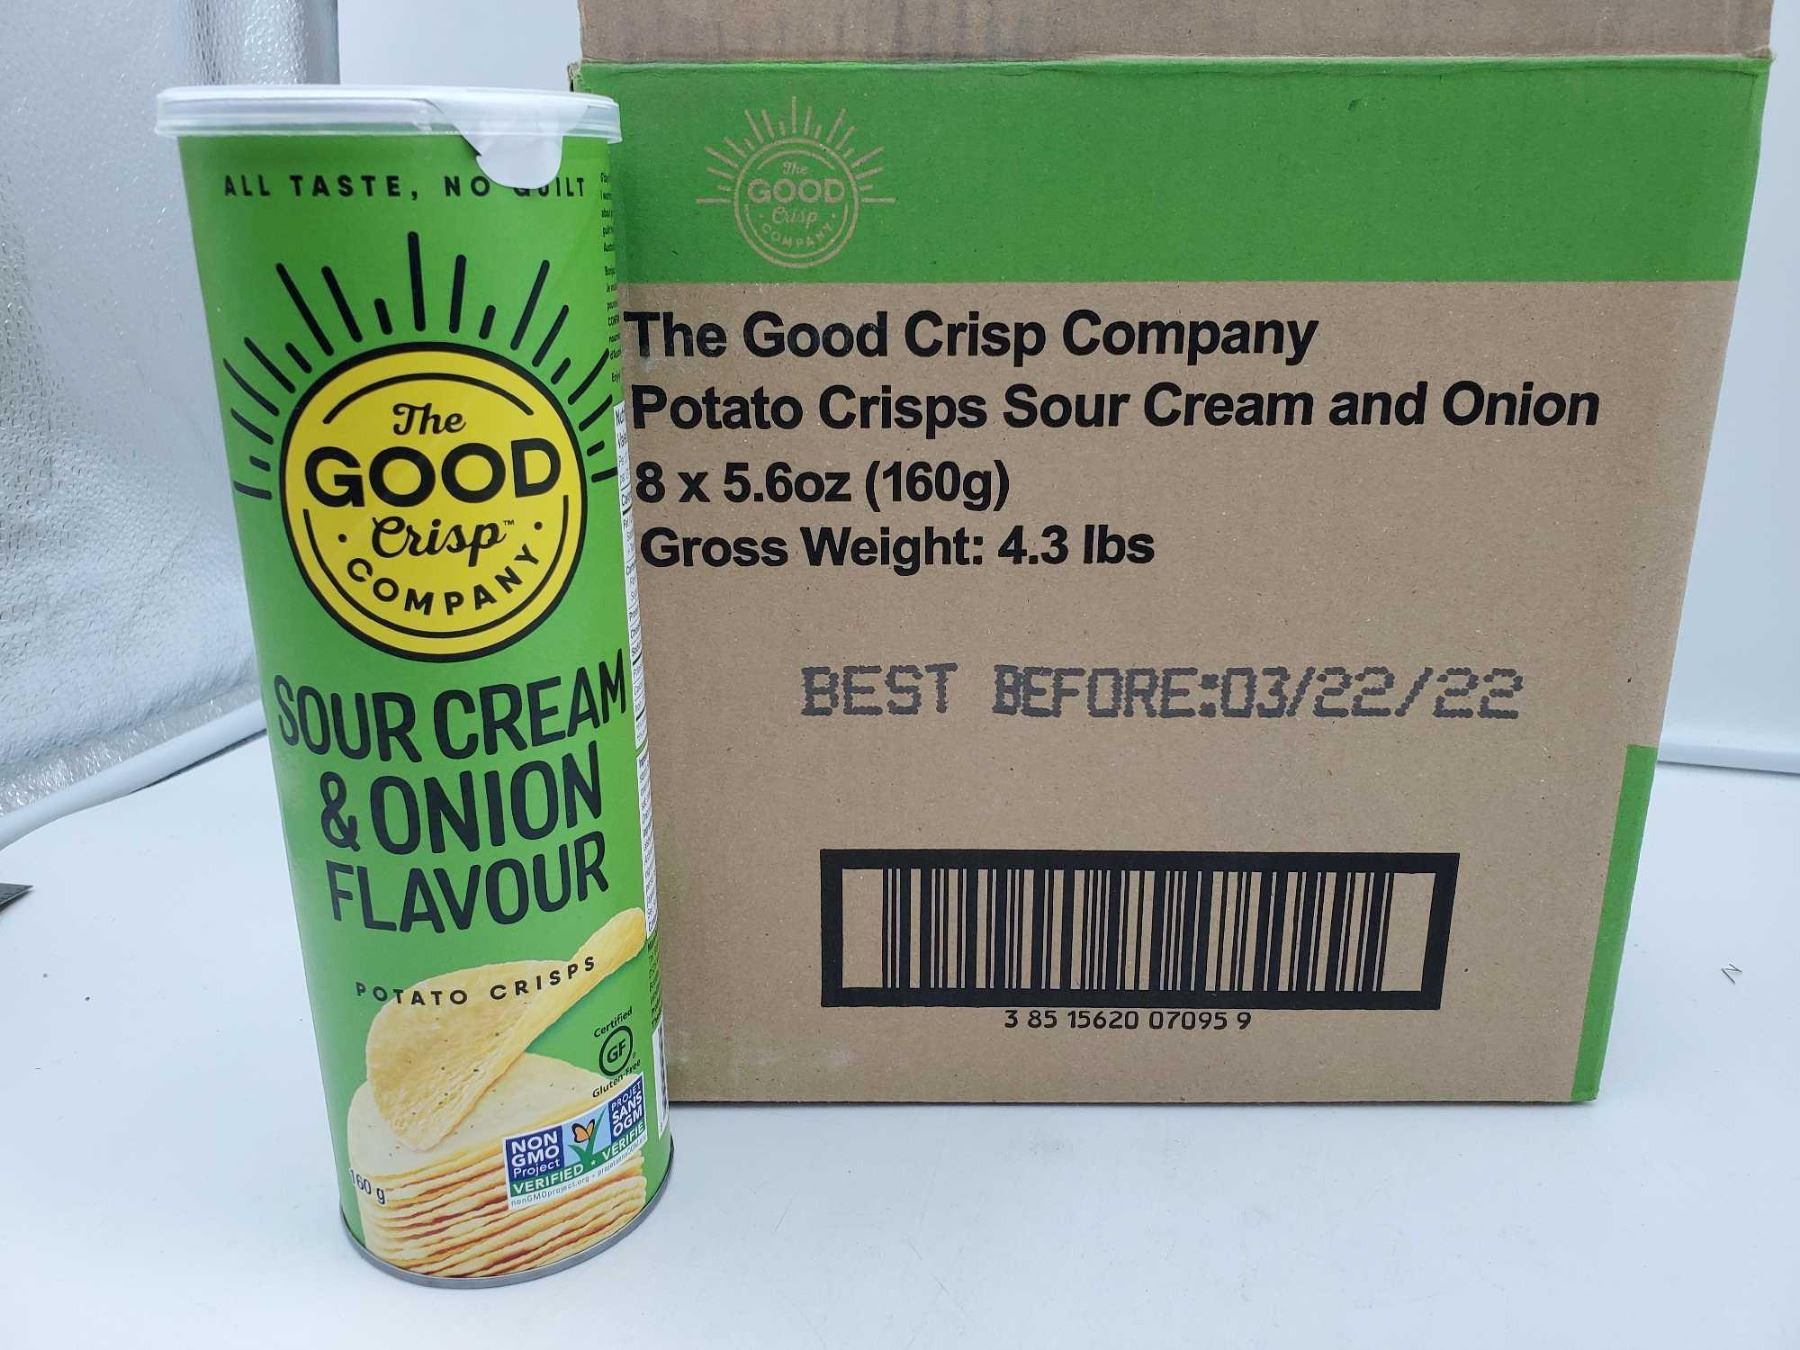 ALL TASTE, NO GUILT
The
GOOD
Crisp™
COMPANY
SOUR CREAM
& ONION
FLAVOUR
POTATO CRISPS
Certified
GF
Gluten-Free
NON
GMO
Project
VERIFIED
nonGMOproject.org
PROJET
SANS
OGM
VERIFIE
160 g
The
GOOD
Crisp
COMPANY
The Good Crisp Company
Potato Crisps Sour Cream and Onion
8 x 5.6oz (160g)
Gross Weight: 4.3 lbs
BEST BEFORE:03/22/22
3 85 15620 07095 9